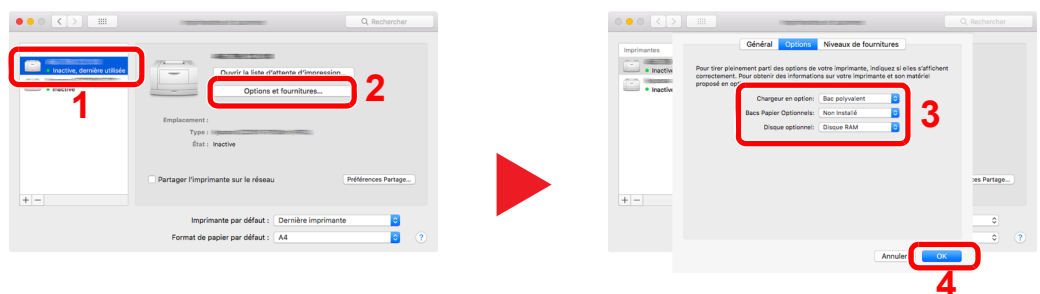 Rechercher
Inactive, dernière utilisée
Inactive
1
Ouvrir la liste d'attente d'impression...
Options et fournitures...
2
Emplacement :
Type :
État : Inactive
Partager l'imprimante sur le réseau
Préférences Partage...
+ −
Imprimante par défaut : Dernière imprimante
Format de papier par défaut : A4
?
Rechercher
Imprimantes
Inactive
Inactive
Général Options Niveaux de fournitures
Pour tirer pleinement parti des options de votre imprimante, indiquez si elles s'affichent
correctement. Pour obtenir des informations sur votre imprimante et son matériel
proposé en
Chargeur en option: Bac polyvalent
Bacs Papier Optionnels: Non Installé
Disque optionnel: Disque RAM
3
Partage...
+ −
?
Annuler OK
4